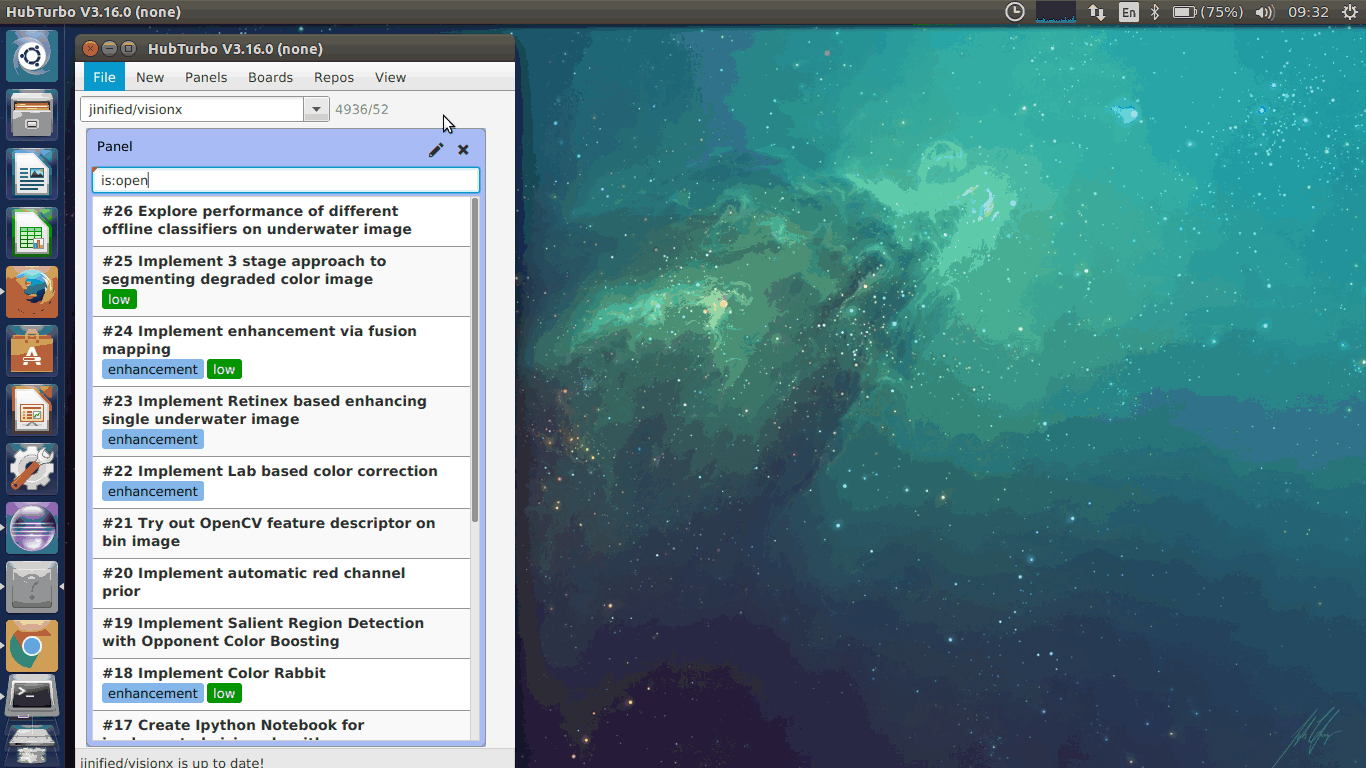 HubTurbo V3.16.0 (none)
En
(75%)
09:32
HubTurbo V3.16.0 (none)
File New Panels Boards Repos View
jinified/visionx 4936/52
Panel
is:open
#26 Explore performance of different
offline classifiers on underwater image
#25 Implement 3 stage approach to
segmenting degraded color image
low
#24 Implement enhancement via fusion
mapping
enhancement low
#23 Implement Retinex based enhancing
single underwater image
enhancement
#22 Implement Lab based color correction
enhancement
#21 Try out OpenCV feature descriptor on
bin image
#20 Implement automatic red channel
prior
#19 Implement Salient Region Detection
with Opponent Color Boosting
#18 Implement Color Rabbit
enhancement low
#17 Create Ipython Notebook for
jinified/visionx is up to date!